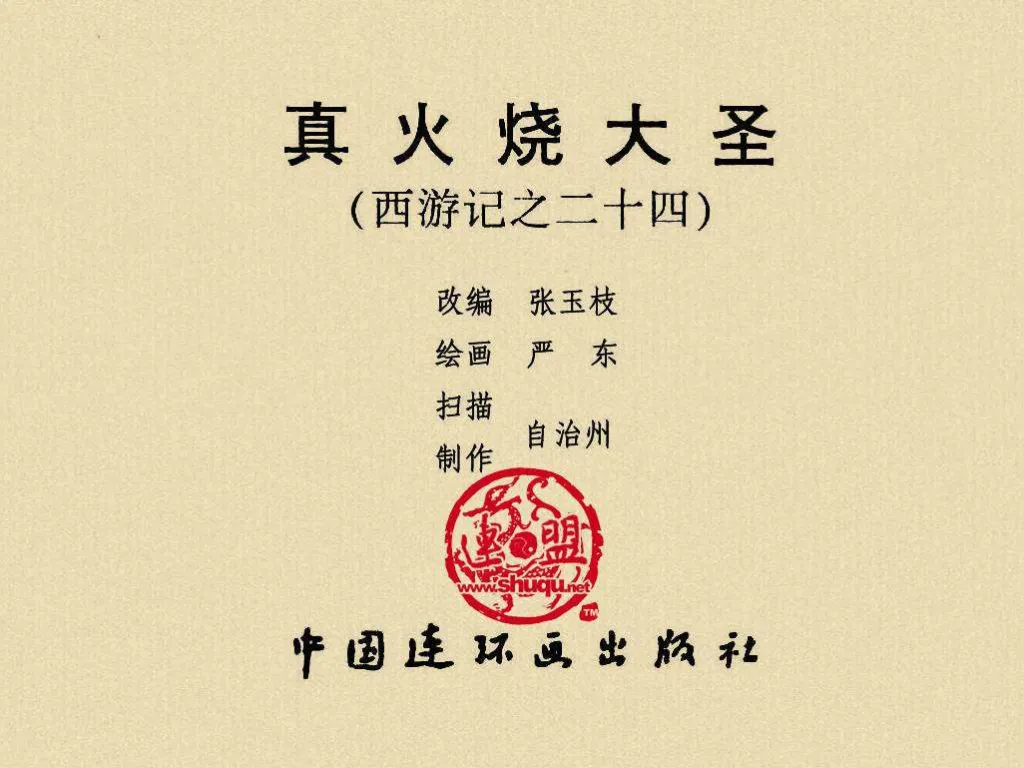 真火烧大圣
(西游记之二十四)
改编 张玉枝
绘画 严东
扫描
自治州
制作
連盟
www.shuqu.net
TM
中国连环画出版社